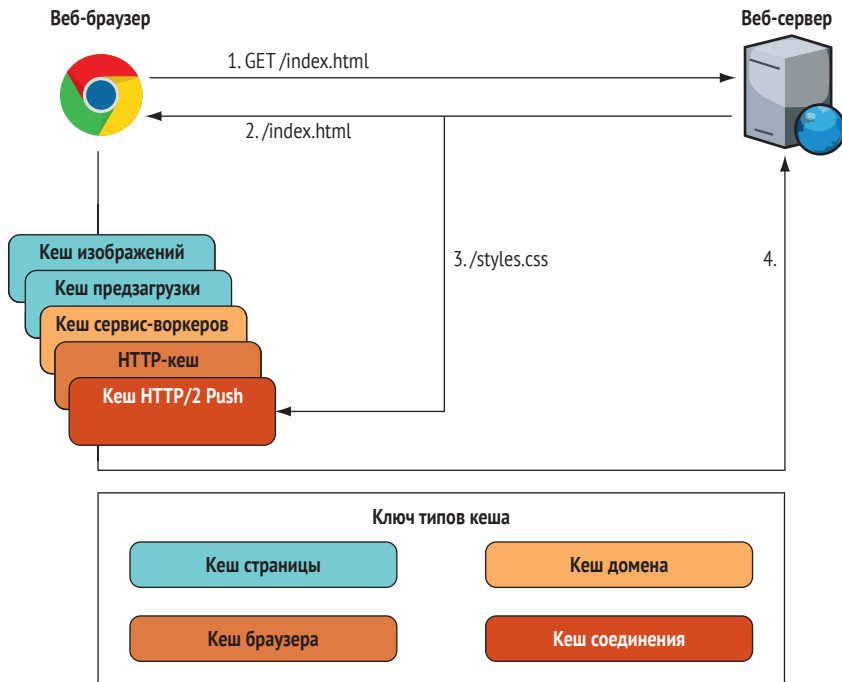 Веб-браузер
Веб-сервер
1. GET /index.html
2. /index.html
3. /styles.css
4.
Кеш изображений
Кеш предзагрузки
Кеш сервис-воркеров
HTTP-кеш
Кеш HTTP/2 Push
Ключ типов кеша
Кеш страницы
Кеш домена
Кеш браузера
Кеш соединения